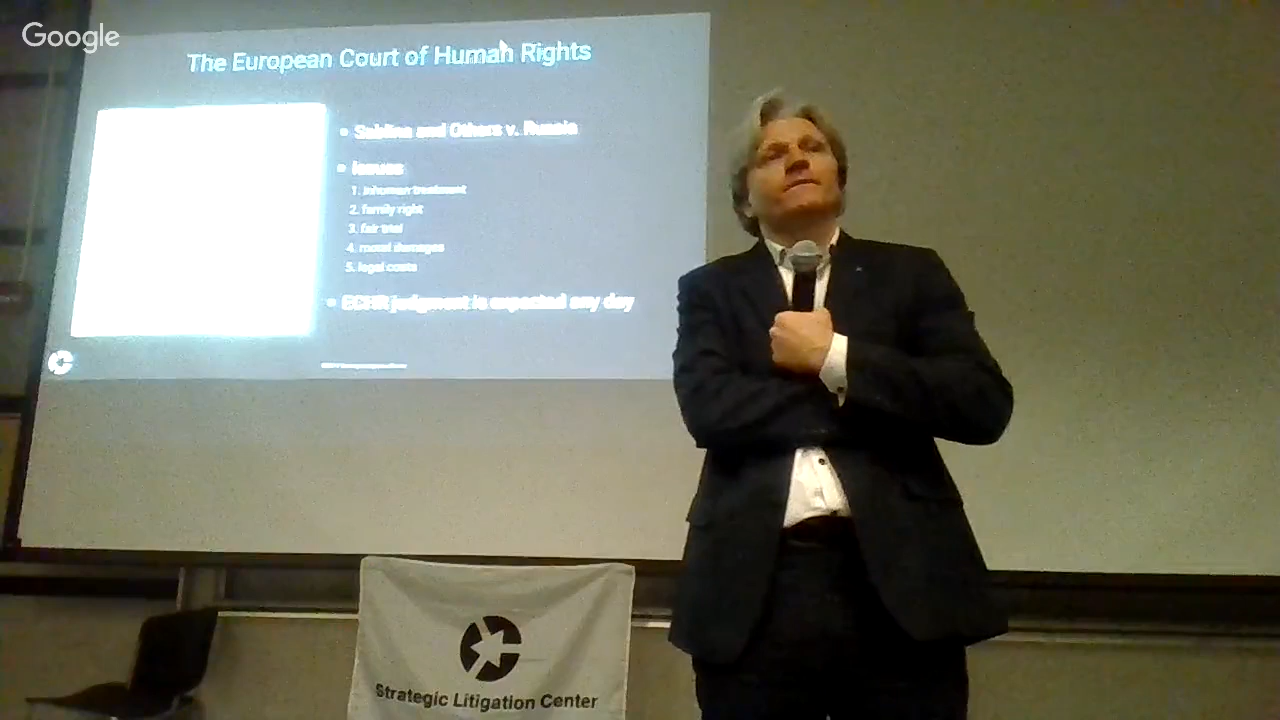 Google
The European Court of Human Rights
• Sablina and Others v. Russia
• Issues
1. Inhuman treatment
2. family right
3. fair trial
4. moral damages
5. legal costs
• ECHR judgment is expected any day
Strategic Litigation Center